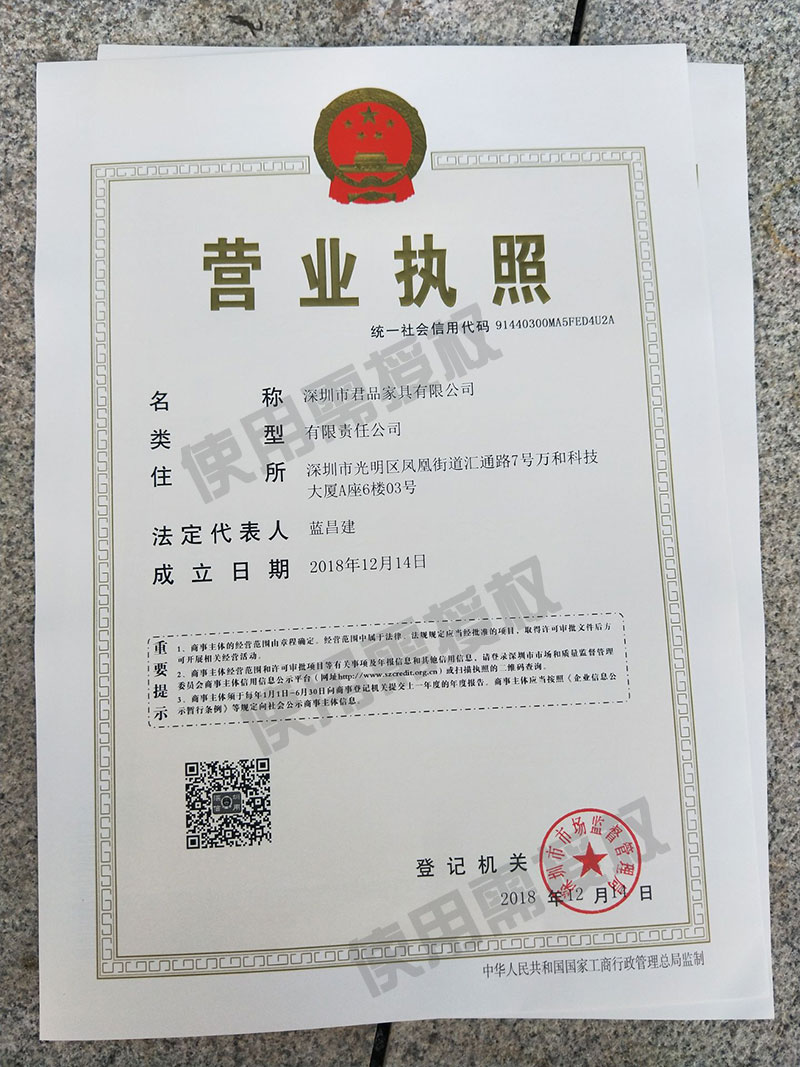 营业执照
统一社会信用代码 91440300MA5FED4U2A
名称 深圳市君品家具有限公司
类型 有限责任公司
住所 深圳市光明区凤凰街道汇通路7号万和科技
大厦A座6楼03号
法定代表人 蓝昌建
成立日期 2018年12月14日
重要提示
1、商事主体的经营范围由章程确定。经营范围中属于法律、法规规定应当经批准的项目，取得许可审批文件后方
可开展相关经营活动。
2、商事主体经营范围和许可审批项目等有关事项及年报信息和其他信用信息，请登录深圳市市场和质量监督管理
委员会商事主体信用信息公示平台（网址http://www.szcredit.org.cn）或扫描执照的二维码查询。
3、商事主体须于每年1月1日-6月30日向商事登记机关提交上一年度的年度报告。商事主体应当按照《企业信息公
示暂行条例》等规定向社会公示商事主体信息。
登记机关
深圳市市场监督管理局
2018 年 12 月 14 日
中华人民共和国国家工商行政管理总局监制
使用需授权
使用需授权
使用需授权